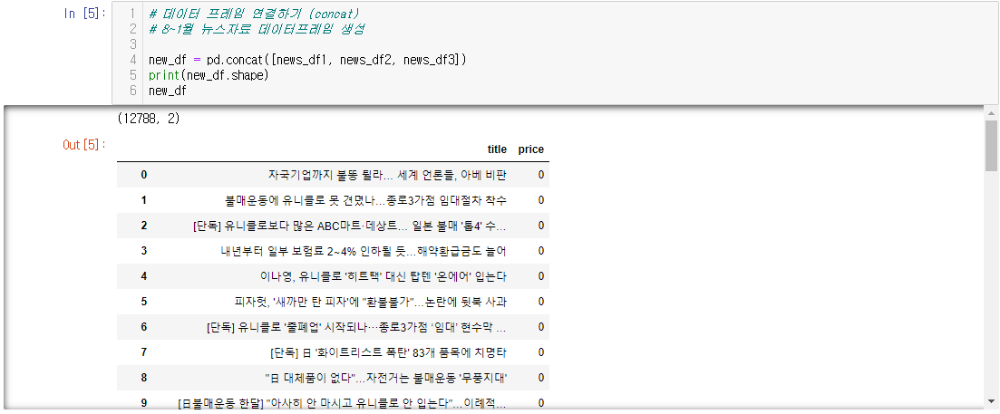 In [5]:
1 # 데이터 프레임 연결하기 (concat)
2 # 8~1월 뉴스자료 데이터프레임 생성
3
4 new_df = pd.concat([news_df1, news_df2, news_df3])
5 print(new_df.shape)
6 new_df
(12788, 2)
Out[5]:
title price
0 자국기업까지 불똥 튈라… 세계 언론들, 아베 비판 0
1 불매운동에 유니클로 못 견뎠나…종로3가점 임대절차 착수 0
2 [단독] 유니클로보다 많은 ABC마트·데상트… 일본 불매 '톱4' 수... 0
3 내년부터 일부 보험료 2~4% 인하될 듯…해약환급금도 늘어 0
4 이나영, 유니클로 '히트택' 대신 탑텐 '온에어' 입는다 0
5 피자헛, '새까만 탄 피자'에 "환불불가"…논란에 뒷북 사과 0
6 [단독] 유니클로 '줄폐업' 시작되나…종로3가점 ‘임대’ 현수막 ... 0
7 [단독] 日 '화이트리스트 폭탄' 83개 품목에 치명타 0
8 "日 대체품이 없다"…자전거는 불매운동 '무풍지대' 0
9 [日불매운동 한달] "아사히 안 마시고 유니클로 안 입는다"…이례적... 0